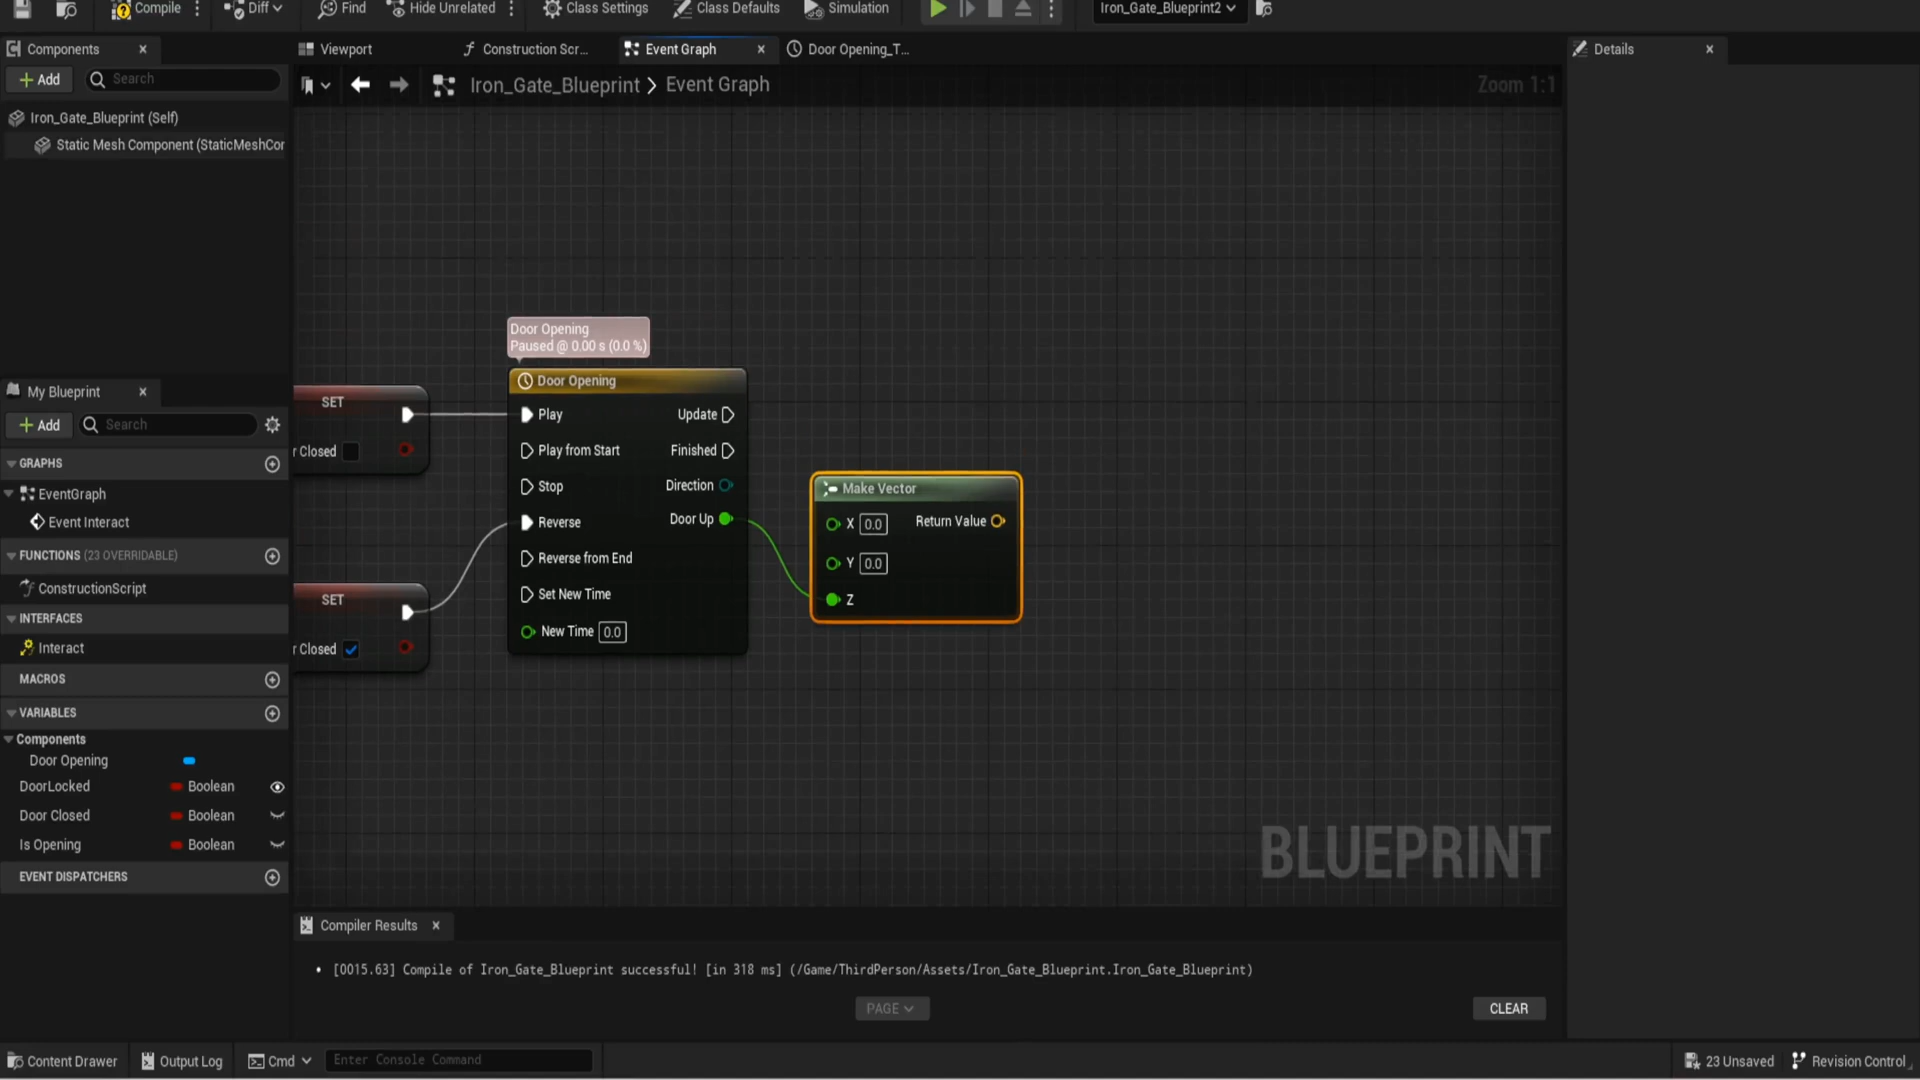 Compile
Diff
Find
Hide Unrelated
Class Settings
Class Defaults
Simulation
Iron_Gate_Blueprint2
Components
Viewport
Construction Scr...
Event Graph
Door Opening_T...
Details
Add
Search
Iron_Gate_Blueprint > Event Graph
Zoom 1:1
Iron_Gate_Blueprint (Self)
Static Mesh Component (StaticMeshCor
Door Opening
Paused @ 0.00 s (0.0 %)
My Blueprint
Add
Search
GRAPHS
EventGraph
Event Interact
FUNCTIONS (23 OVERRIDABLE)
ConstructionScript
INTERFACES
Interact
MACROS
VARIABLES
Components
Door Opening
DoorLocked Boolean
Door Closed Boolean
Is Opening Boolean
EVENT DISPATCHERS
SET
r Closed
SET
r Closed
Door Opening
Play Update
Play from Start Finished
Stop Direction
Reverse Door Up
Reverse from End
Set New Time
New Time 0.0
Make Vector
X 0.0 Return Value
Y 0.0
Z
BLUEPRINT
Compiler Results
• [0015.63] Compile of Iron_Gate_Blueprint successful! [in 318 ms] (/Game/ThirdPerson/Assets/Iron_Gate_Blueprint.Iron_Gate_Blueprint)
PAGE
CLEAR
Content Drawer
Output Log
Cmd
Enter Console Command
23 Unsaved
Revision Control